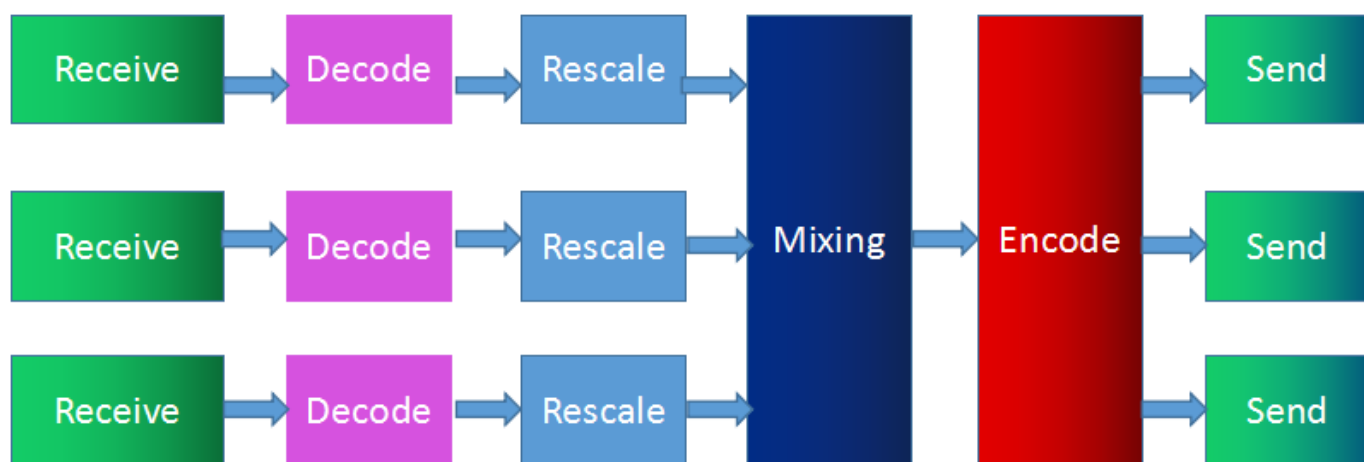 Receive
Decode
Rescale
Send
Receive
Decode
Rescale
Mixing
Encode
Send
Receive
Decode
Rescale
Send